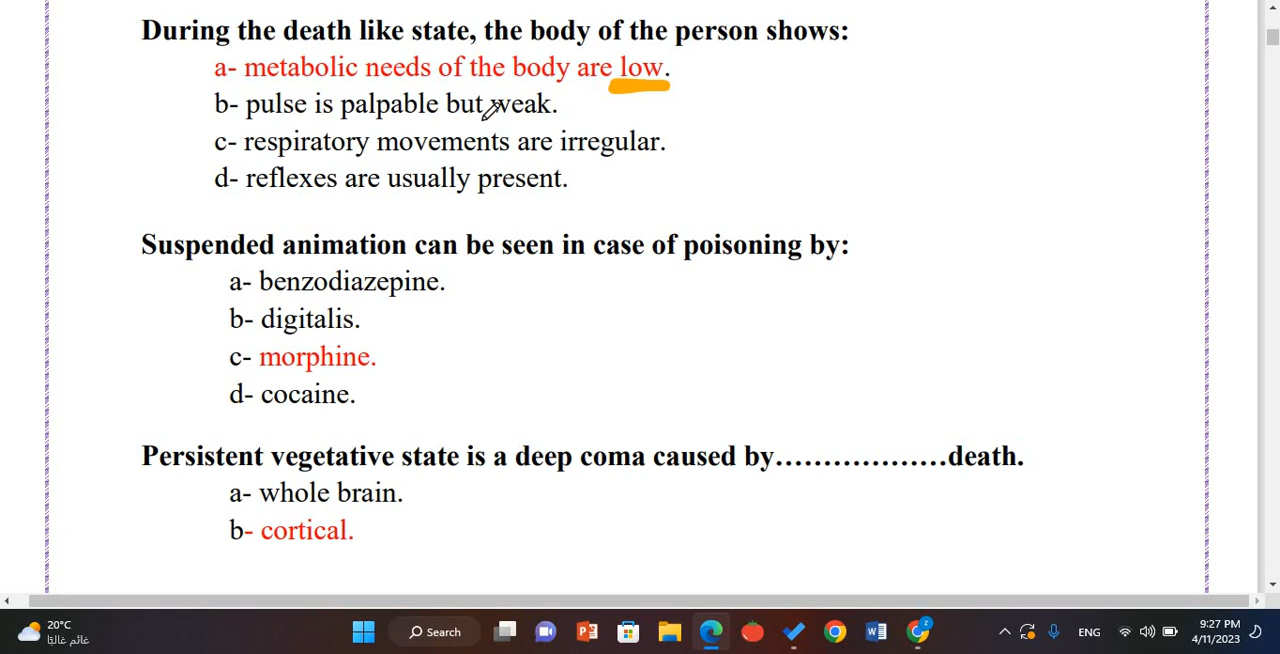 During the death like state, the body of the person shows:
a- metabolic needs of the body are low.
b- pulse is palpable but weak.
c- respiratory movements are irregular.
d- reflexes are usually present.
Suspended animation can be seen in case of poisoning by:
a- benzodiazepine.
b- digitalis.
c- morphine.
d- cocaine.
Persistent vegetative state is a deep coma caused by………………death.
a- whole brain.
b- cortical.
20°C
غائم غالبًا
Search
ENG
9:27 PM
4/11/2023